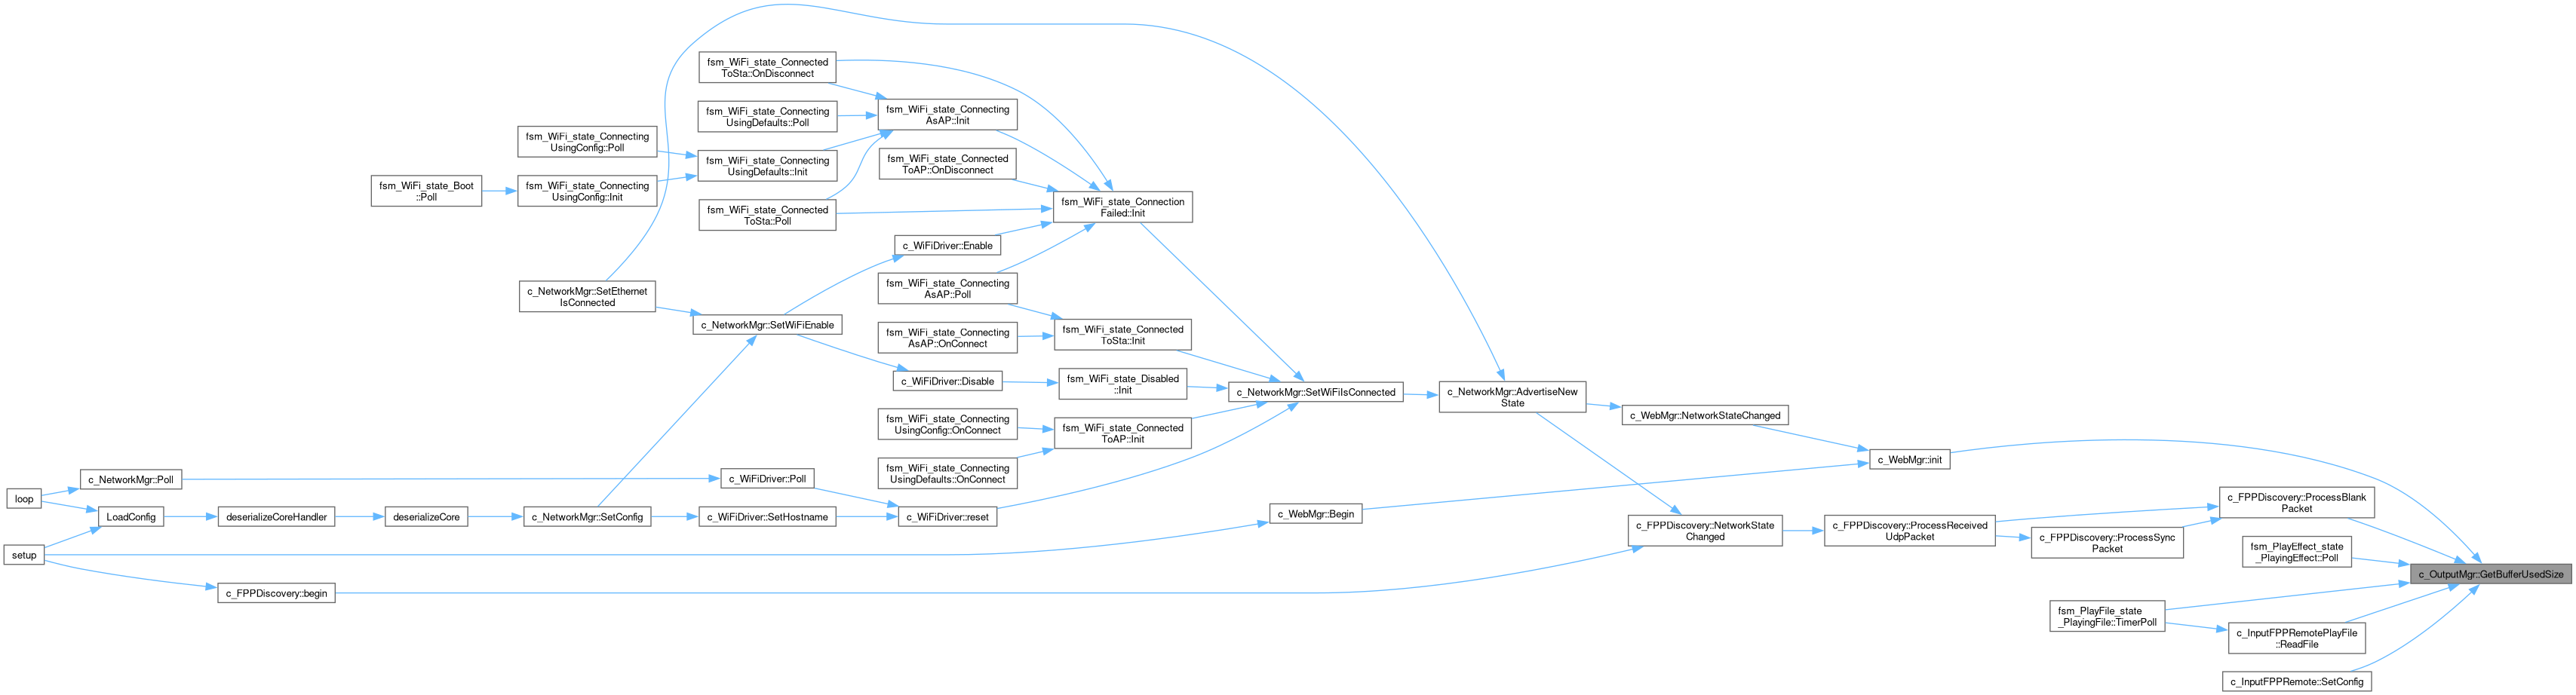 fsm_WiFi_state_Connected
ToSta::OnDisconnect
fsm_WiFi_state_Connecting
UsingDefaults::Poll
fsm_WiFi_state_Connecting
AsAP::Init
fsm_WiFi_state_Connecting
UsingConfig::Poll
fsm_WiFi_state_Connecting
UsingDefaults::Init
fsm_WiFi_state_Connected
ToAP::OnDisconnect
fsm_WiFi_state_Boot
::Poll
fsm_WiFi_state_Connecting
UsingConfig::Init
fsm_WiFi_state_Connected
ToSta::Poll
fsm_WiFi_state_Connection
Failed::Init
c_WiFiDriver::Enable
c_NetworkMgr::SetEthernet
IsConnected
fsm_WiFi_state_Connecting
AsAP::Poll
c_NetworkMgr::SetWiFiEnable
fsm_WiFi_state_Connecting
AsAP::OnConnect
fsm_WiFi_state_Connected
ToSta::Init
c_WiFiDriver::Disable
fsm_WiFi_state_Disabled
::Init
c_NetworkMgr::SetWiFiIsConnected
c_NetworkMgr::AdvertiseNew
State
c_WebMgr::NetworkStateChanged
fsm_WiFi_state_Connecting
UsingConfig::OnConnect
fsm_WiFi_state_Connected
ToAP::Init
fsm_WiFi_state_Connecting
UsingDefaults::OnConnect
c_WebMgr::init
c_NetworkMgr::Poll
c_WiFiDriver::Poll
loop
LoadConfig
deserializeCoreHandler
deserializeCore
c_NetworkMgr::SetConfig
c_WiFiDriver::SetHostname
c_WiFiDriver::reset
c_WebMgr::Begin
c_FPPDiscovery::NetworkState
Changed
c_FPPDiscovery::ProcessReceived
UdpPacket
c_FPPDiscovery::ProcessBlank
Packet
c_FPPDiscovery::ProcessSync
Packet
setup
fsm_PlayEffect_state
_PlayingEffect::Poll
c_OutputMgr::GetBufferUsedSize
c_FPPDiscovery::begin
fsm_PlayFile_state
_PlayingFile::TimerPoll
c_InputFPPRemotePlayFile
::ReadFile
c_InputFPPRemote::SetConfig